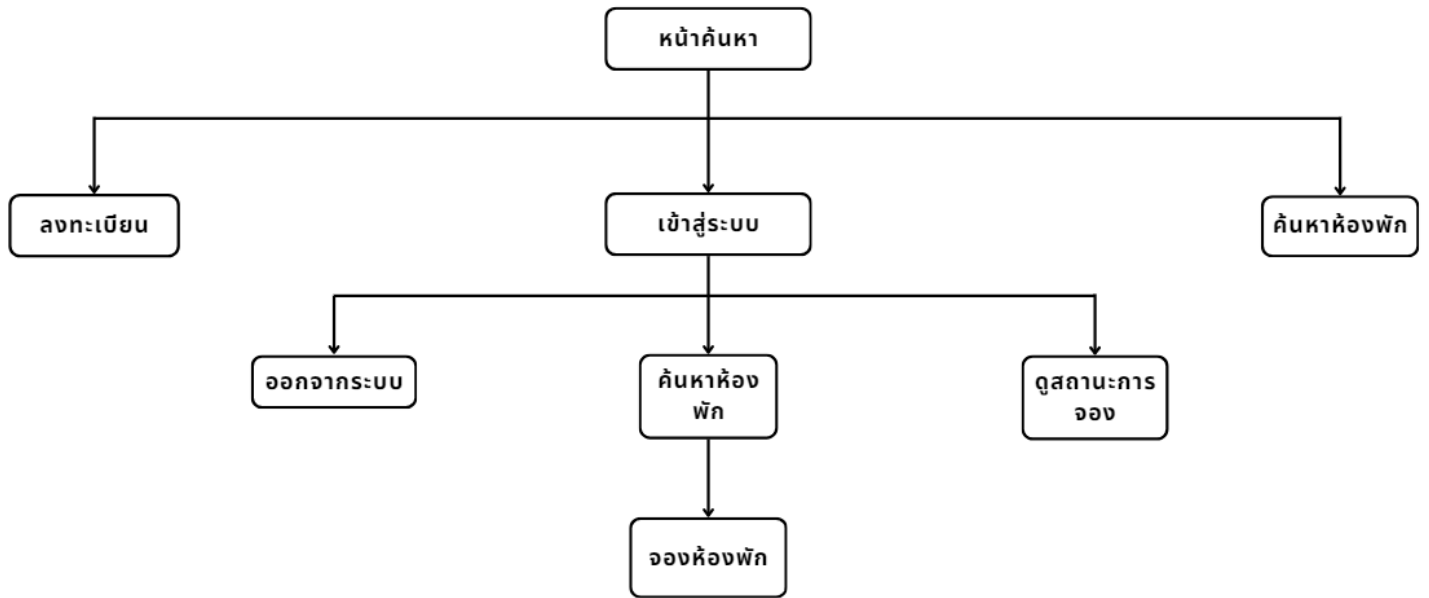 หน้าค้นหา
ลงทะเบียน
เข้าสู่ระบบ
ค้นหาห้องพัก
ออกจากระบบ
ค้นหาห้อง
พัก
ดูสถานะการ
จอง
จองห้องพัก